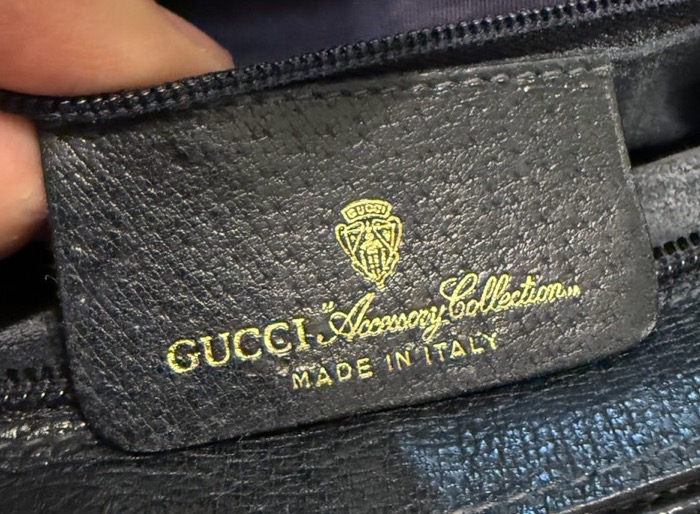 GUCCI
GUCCI "Accessory Collection"
MADE IN ITALY